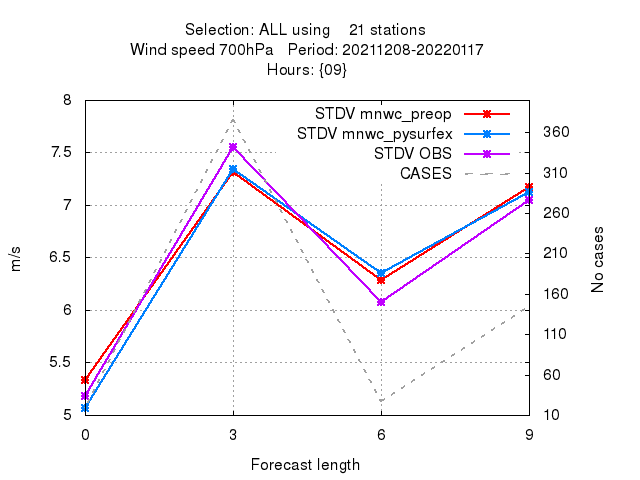 Selection: ALL using 21 stations
Wind speed 700hPa Period: 20211208-20220117
Hours: {09}
STDV mnwc_preop
STDV mnwc_pysurfex
STDV OBS
CASES
8
7.5
7
6.5
6
5.5
5
m/s
360
310
260
210
160
110
60
10
No cases
0 3 6 9
Forecast length